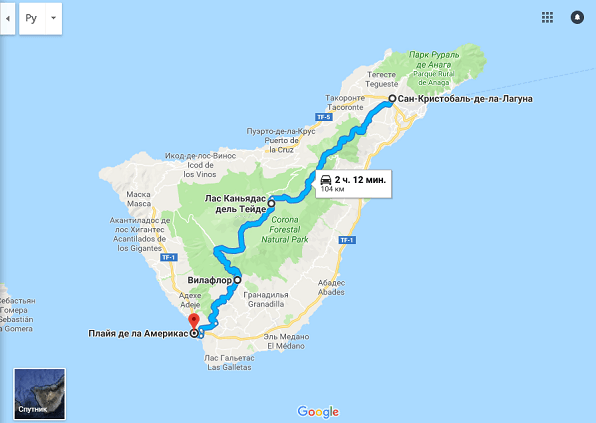 Ру
Парк Рураль
де Анага
Parque Rural
de Anaga
Тегесте
Tegueste
Такоронте
Tacoronte
Сан-Кристобаль-де-ла-Лагуна
TF-5
Пуэрто-де-ла-Крус
Puerto de
la Cruz
Икод-де-лос-Винос
Icod de
los Vinos
2 ч. 12 мин.
104 км
Маска
Masca
Лас Каньядас
дель Тейде
Акантиладос де
лос Хигантес
Acantilados de
los Gigantes
Corona
Forestal
Natural Park
TF-1
TF-1
Вилафлор
Абадес
Abades
Адехе
Adeje
Гранадилья
Granadilla
Себастьян
Гомера
Sebastián
a Gomera
Плайя де ла Америкас
Эль Медано
El Médano
Лас Гальетас
Las Galletas
Спутник
Google